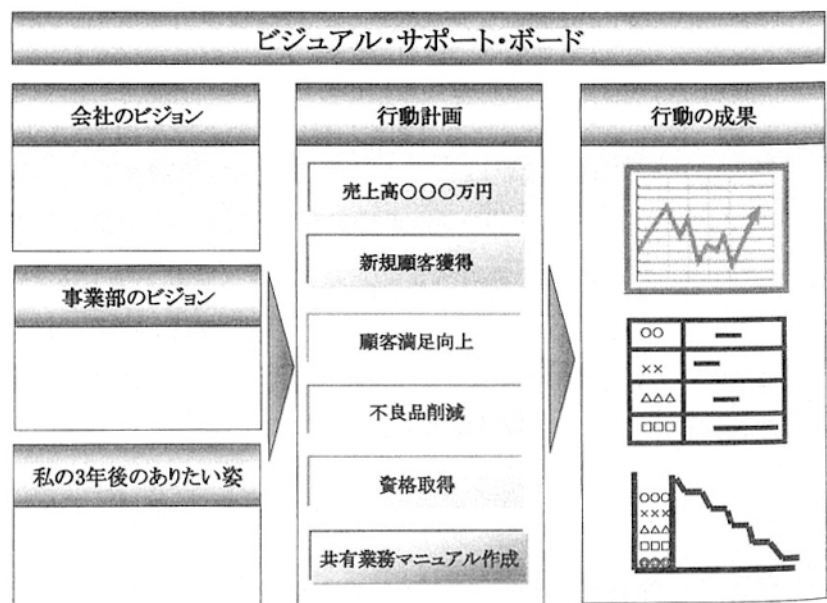 ビジュアル・サポート・ボード
会社のビジョン
事業部のビジョン
私の3年後のありたい姿
行動計画
売上高〇〇〇万円
新規顧客獲得
顧客満足向上
不良品削減
資格取得
共有業務マニュアル作成
行動の成果
〇〇
××
△△△
□□□
〇〇〇
×××
△△△
□□□